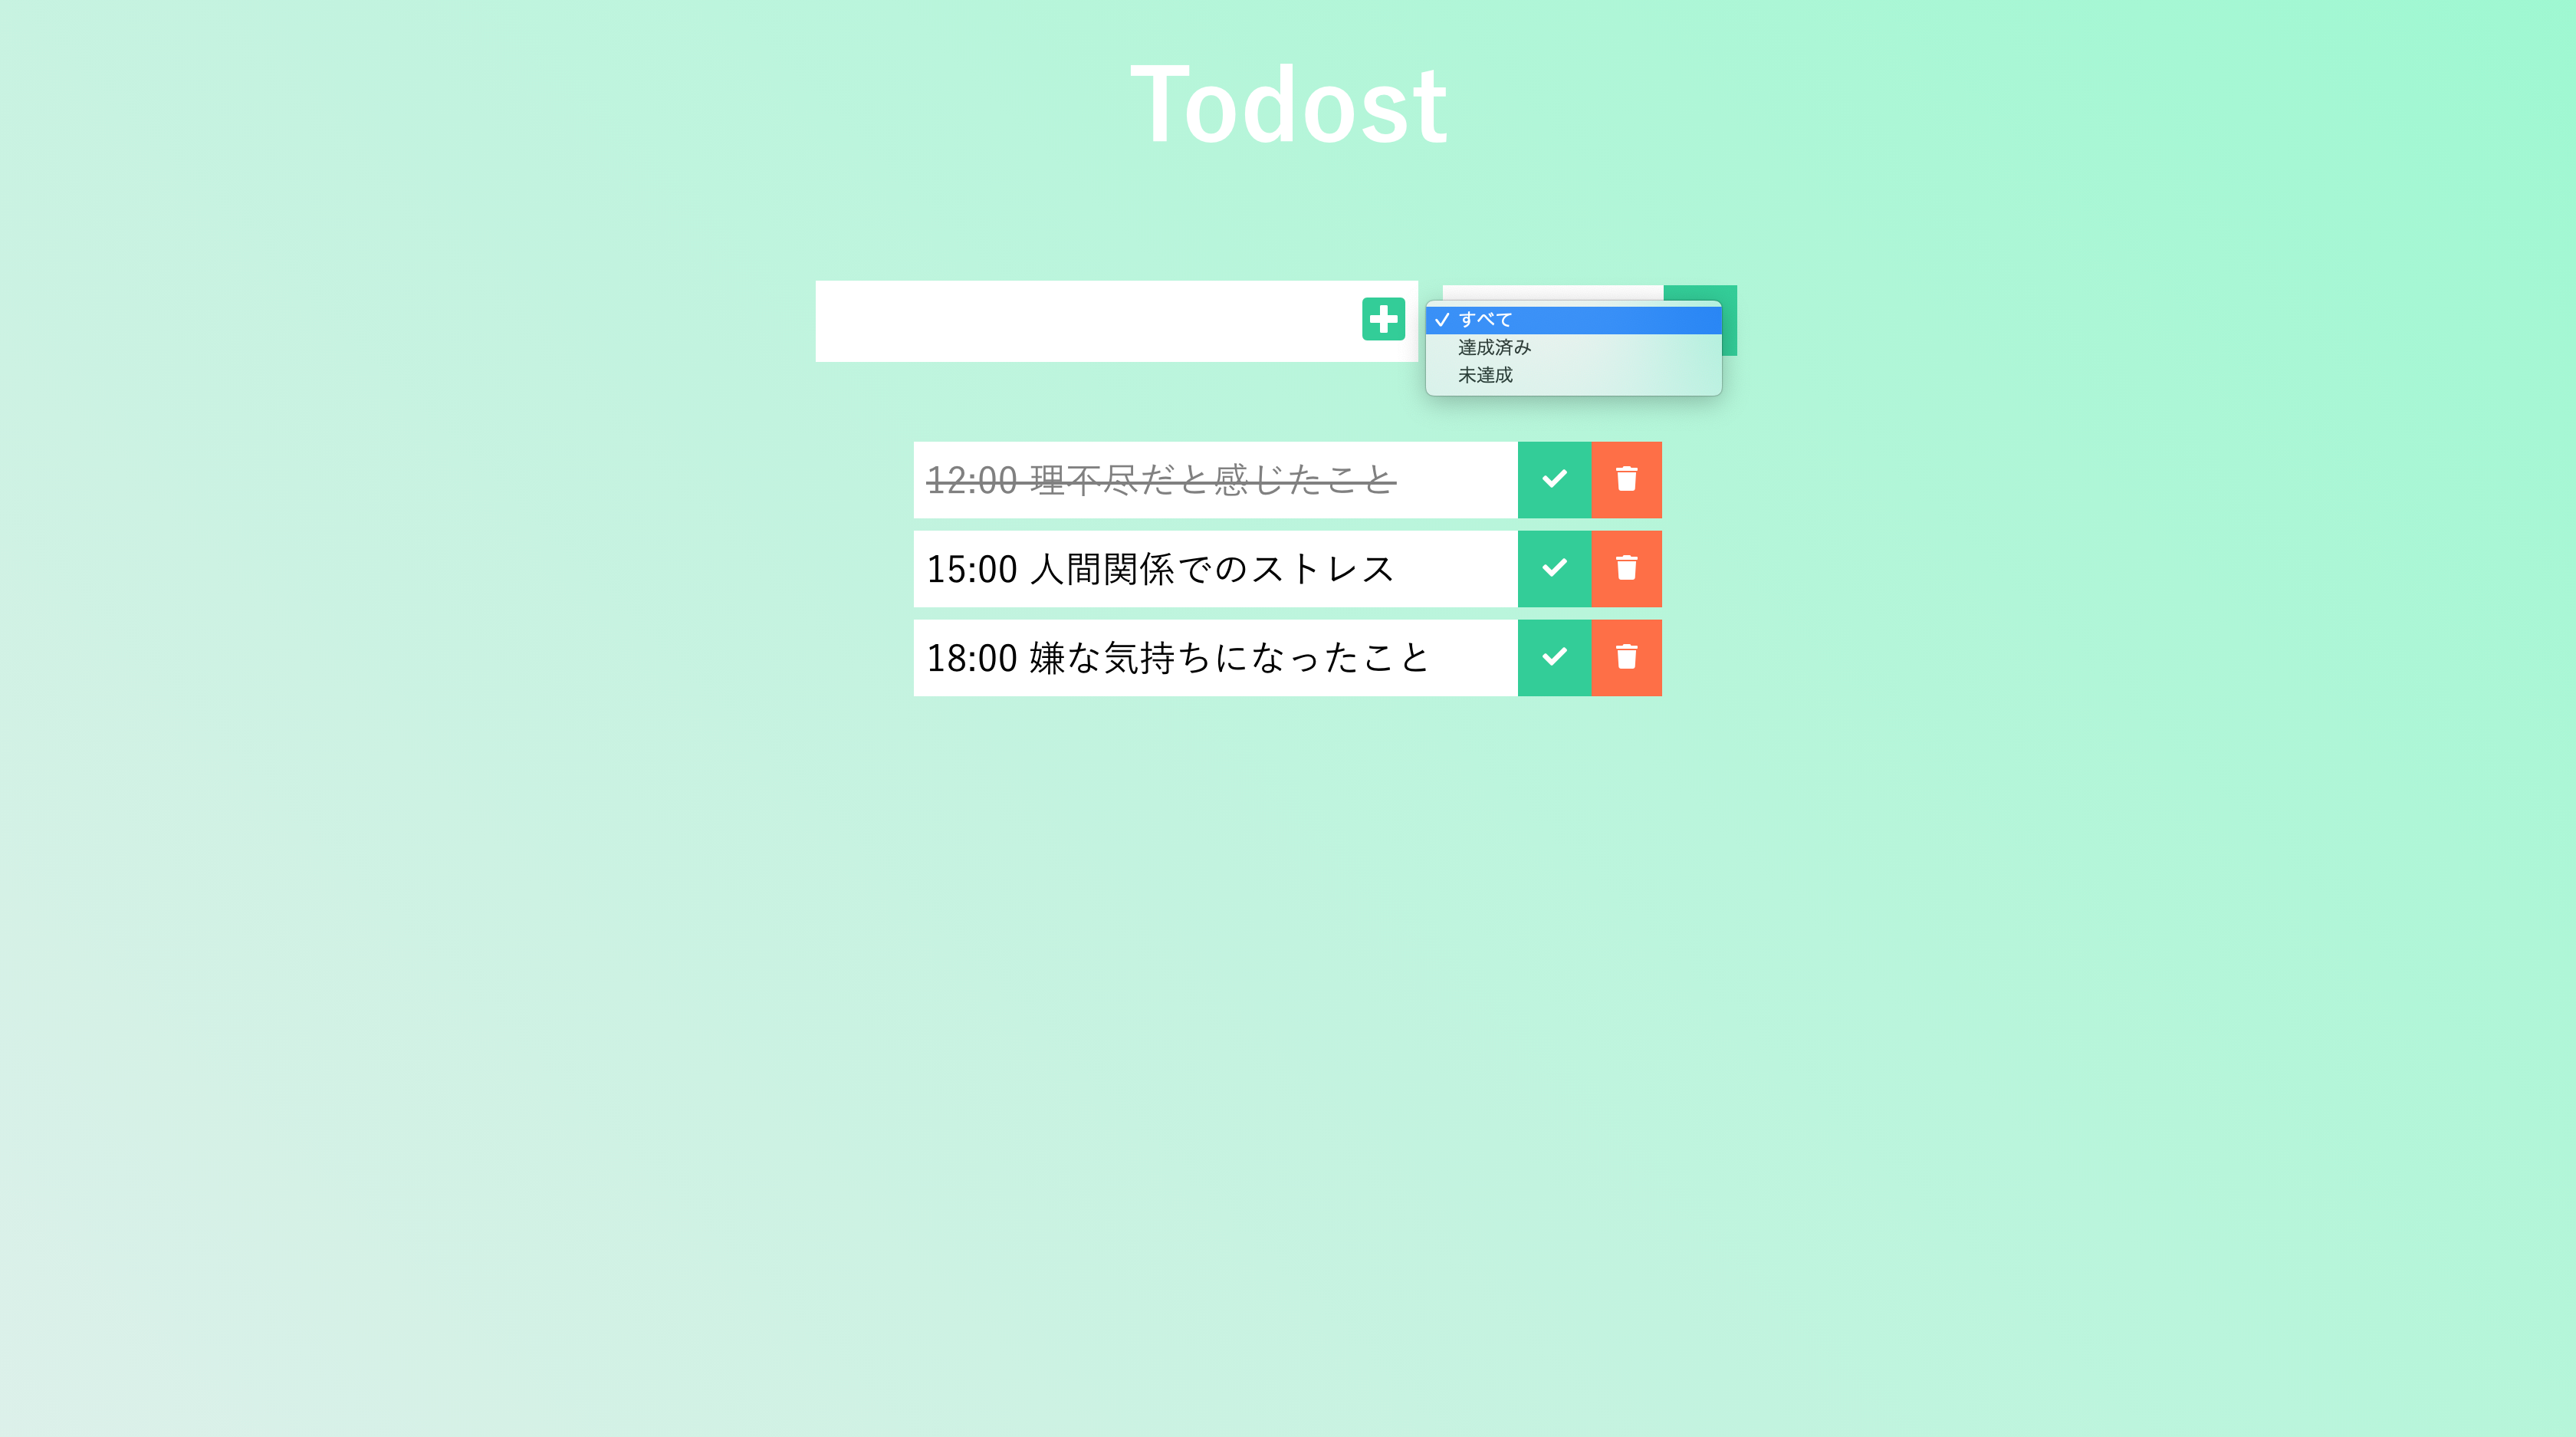 Todost
すべて
達成済み
未達成
12:00 理不尽だと感じたこと
15:00 人間関係でのストレス
18:00 嫌な気持ちになったこと